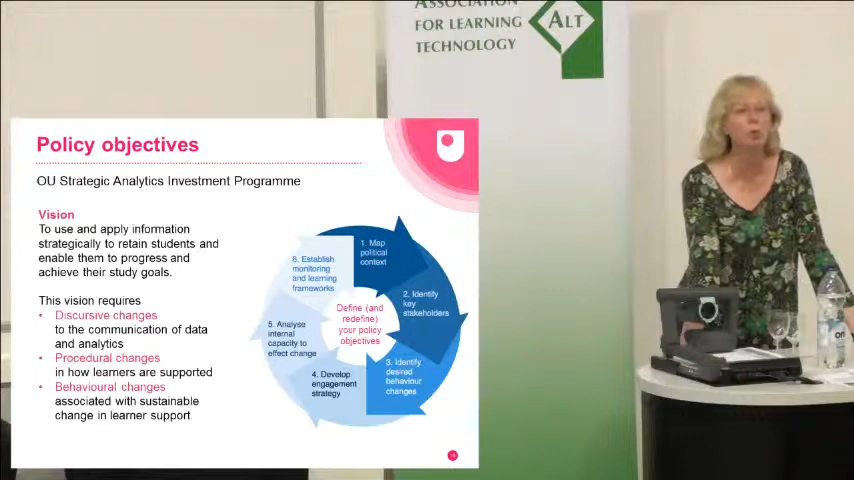 ASSOCIATION
FOR LEARNING
TECHNOLOGY
ALT
Policy objectives
OU Strategic Analytics Investment Programme
Vision
To use and apply information
strategically to retain students and
enable them to progress and
achieve their study goals.
This vision requires
• Discursive changes
to the communication of data
and analytics
• Procedural changes
in how learners are supported
• Behavioural changes
associated with sustainable
change in learner support
1. Map
political
context
2. Identify
key
stakeholders
3. Identify
desired
behaviour
changes
4. Develop
engagement
strategy
5. Analyse
internal
capacity to
effect change
6. Establish
monitoring
and learning
frameworks
Define (and
redefine)
your policy
objectives